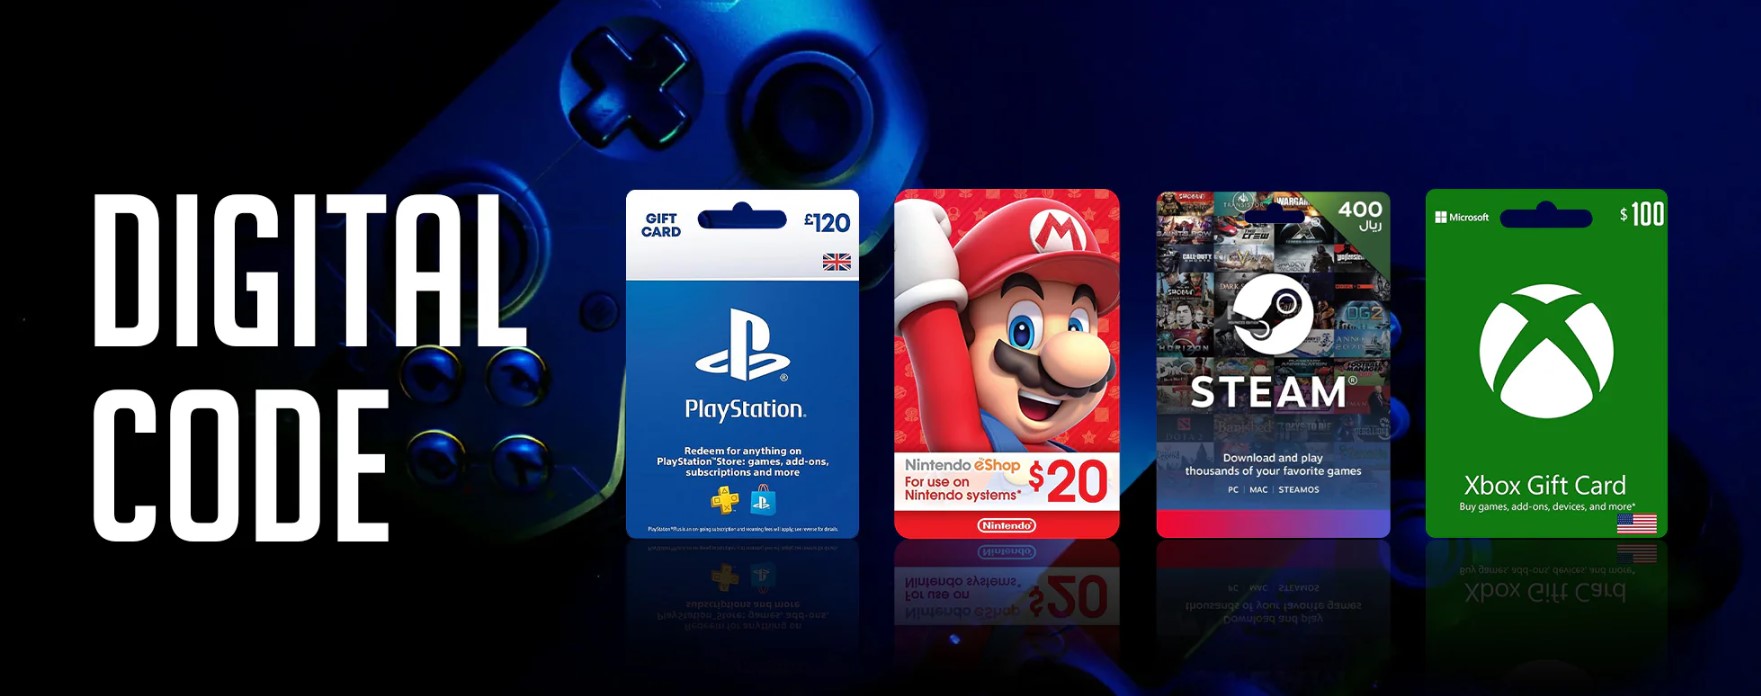 DIGITAL
CODE
GIFT
CARD
£120
PlayStation®
Redeem for anything on
PlayStation™Store: games, add-ons,
subscriptions and more
M
Nintendo eShop
For use on
Nintendo systems*
$20
Nintendo®
400
ريال
STEAM®
Download and play
thousands of your favorite games
PC | MAC | STEAMOS
Microsoft
$100
Xbox Gift Card
Buy games, add-ons, devices, and more*